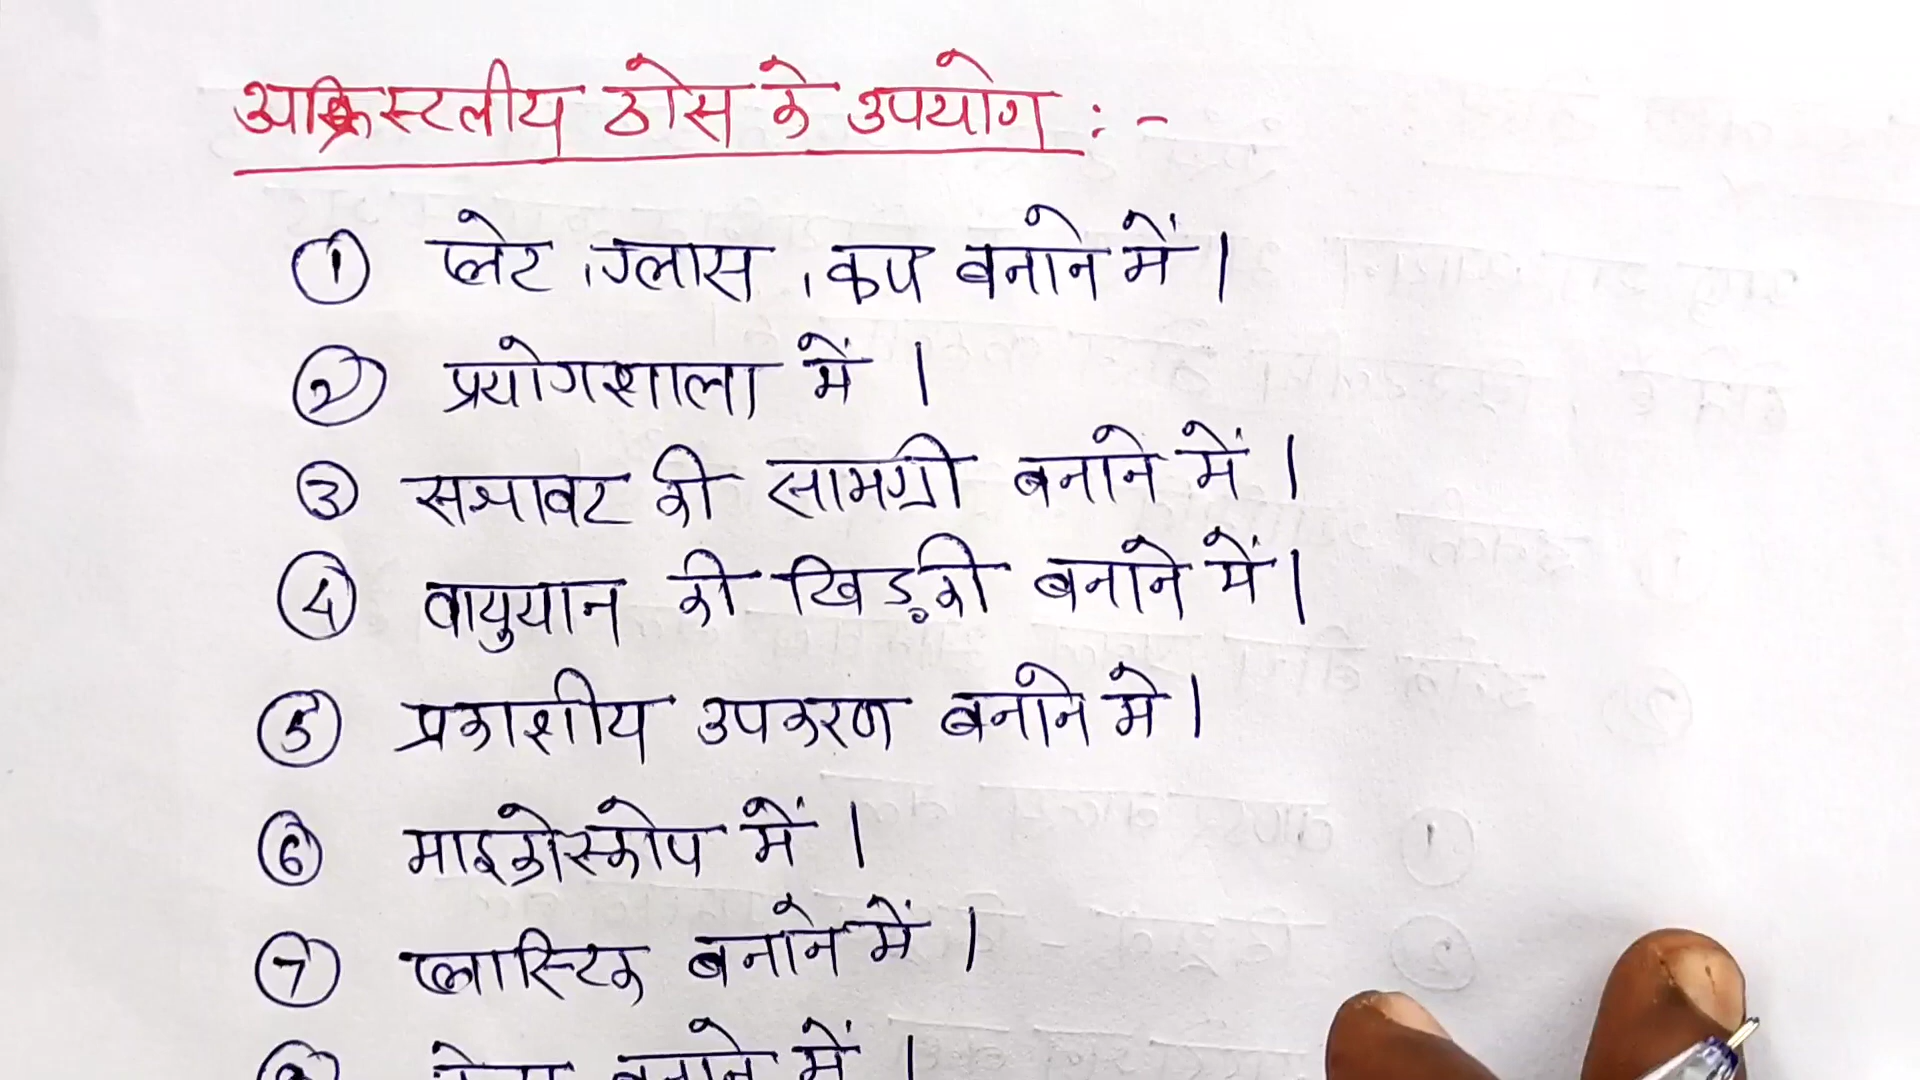 अक्रिस्टलीय ठोस के उपयोग :-
① प्लेट, ग्लास, कप बनाने में।
② प्रयोगशाला में।
③ सजावट की सामग्री बनाने में।
④ वायुयान की खिड़की बनाने में।
⑤ प्रकाशीय उपकरण बनाने मे।
⑥ माइक्रोस्कोप में।
⑦ प्लास्टिक बनाने में।
बनाने में।